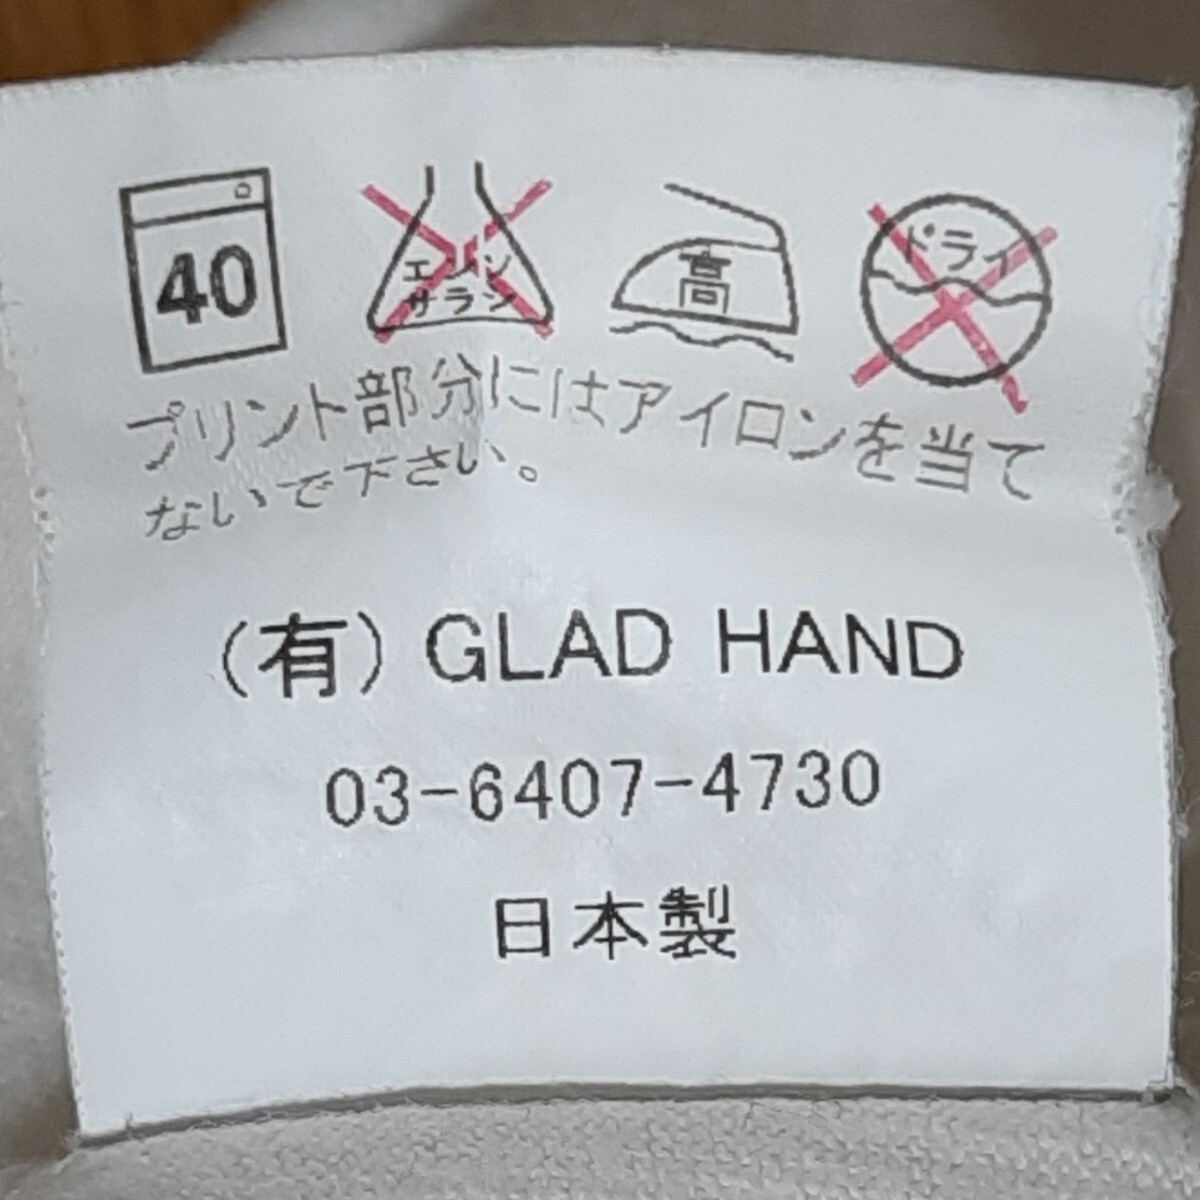 40
エンソ
サラシ
高
ドライ
プリント部分にはアイロンを当て
ないで下さい。
(有) GLAD HAND
03-6407-4730
日本製